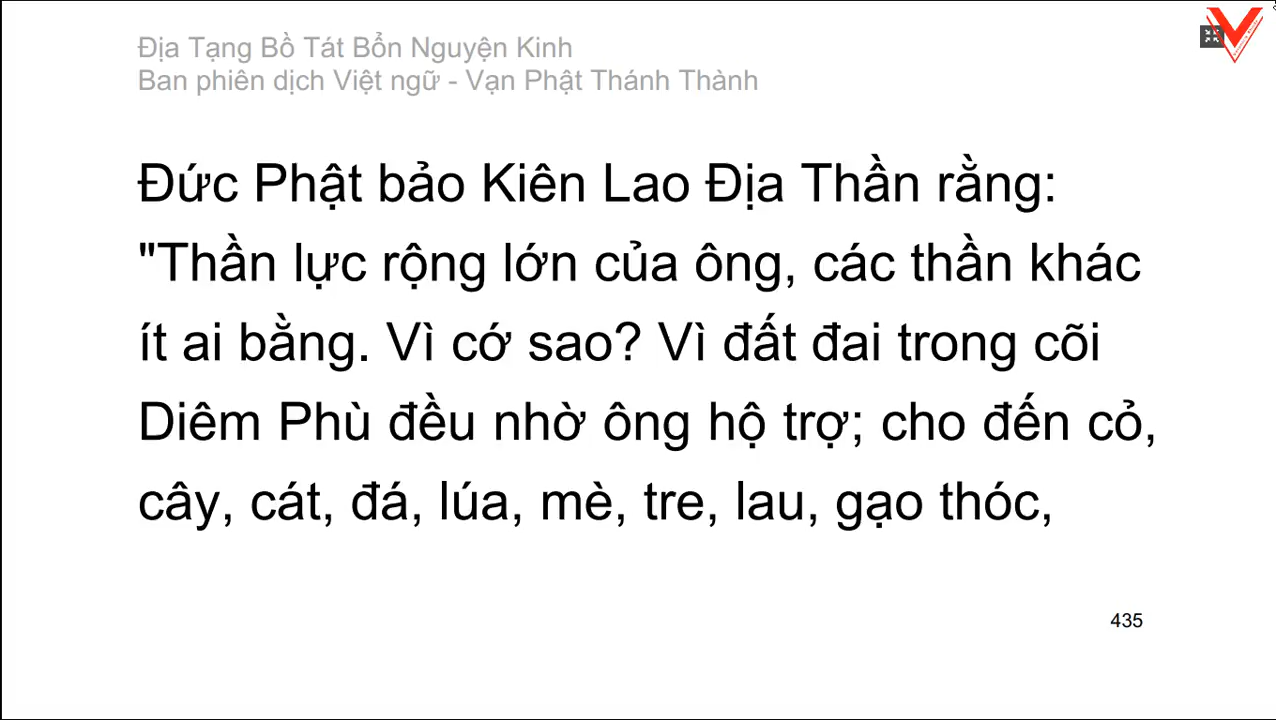 Địa Tạng Bồ Tát Bổn Nguyện Kinh
Ban phiên dịch Việt ngữ - Vạn Phật Thánh Thành
Đức Phật bảo Kiên Lao Địa Thần rằng:
"Thần lực rộng lớn của ông, các thần khác
ít ai bằng. Vì cớ sao? Vì đất đai trong cõi
Diêm Phù đều nhờ ông hộ trợ; cho đến cỏ,
cây, cát, đá, lúa, mè, tre, lau, gạo thóc,
435